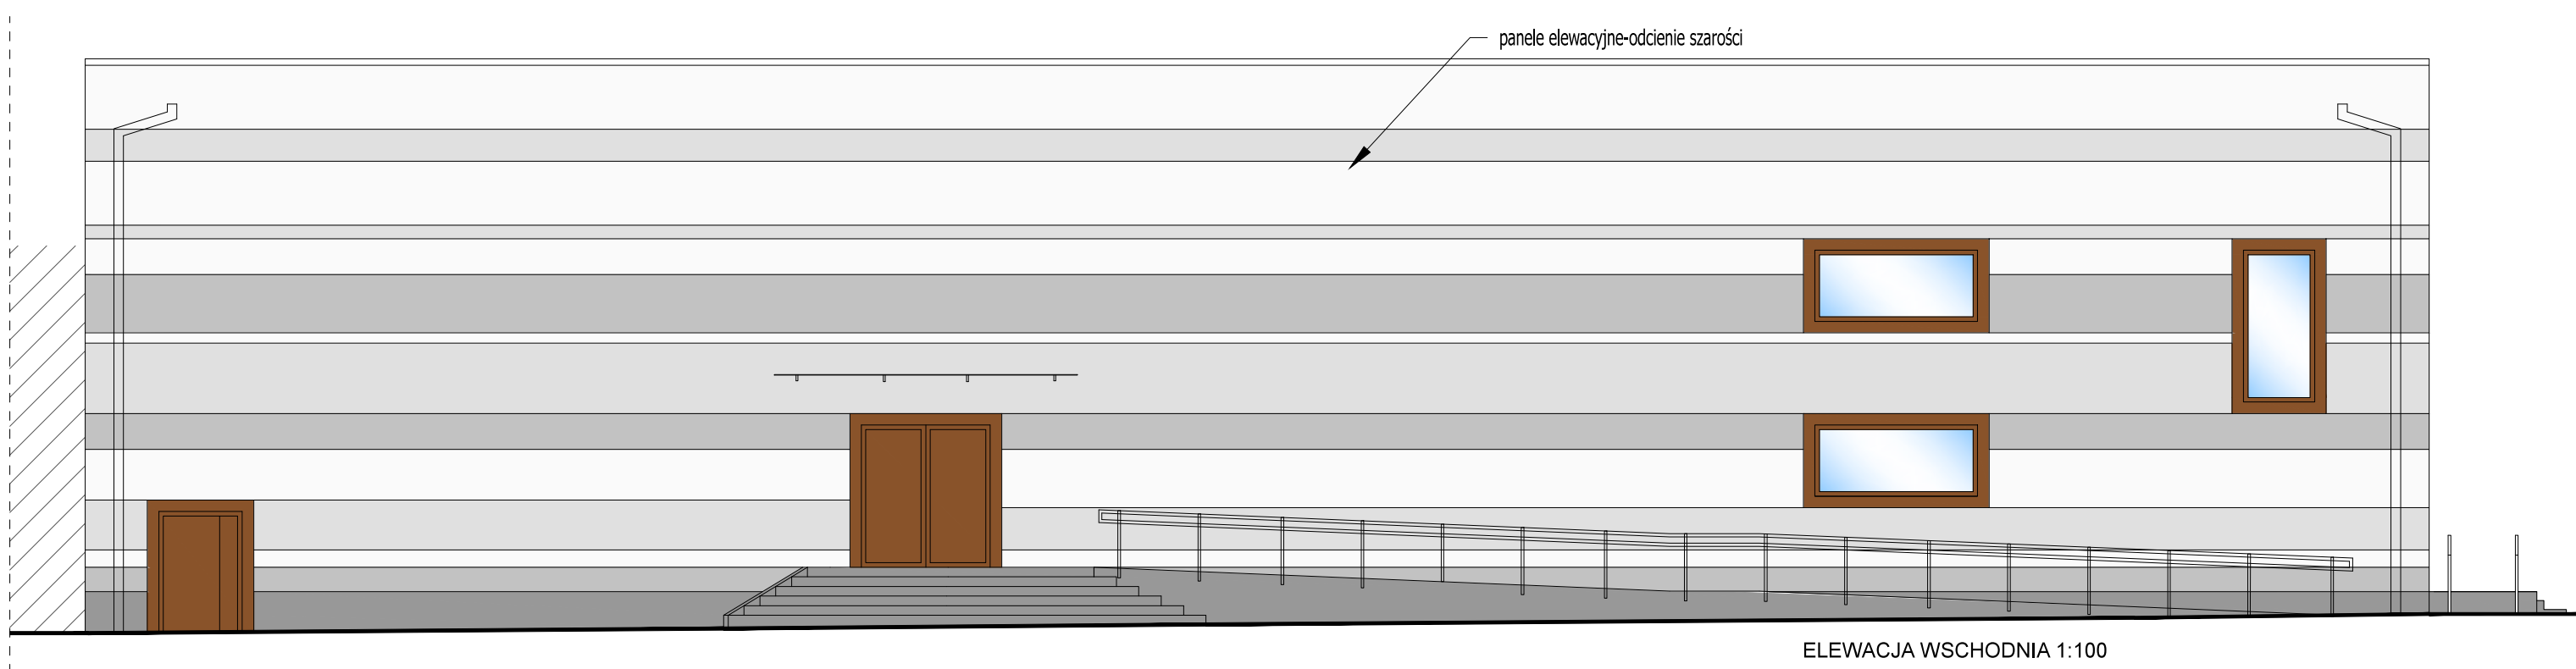 panele elewacyjne-odcienie szarości
ELEWACJA WSCHODNIA 1:100